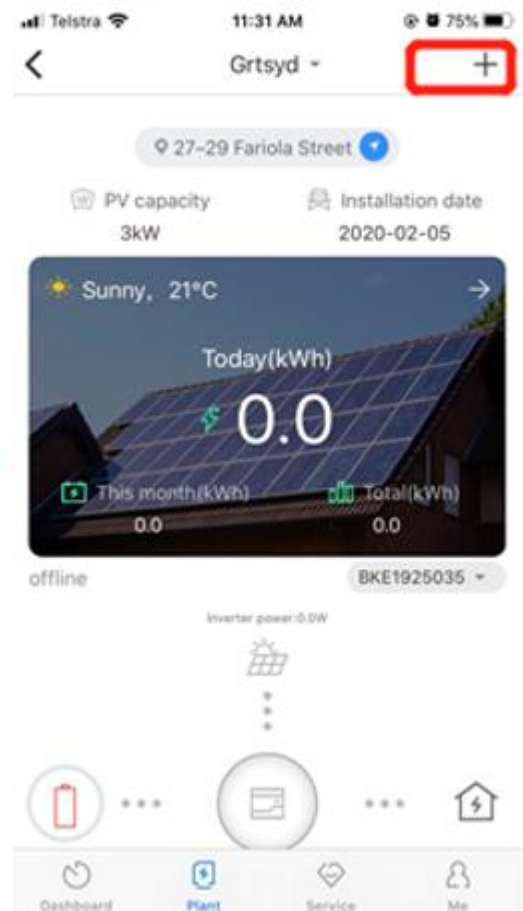 Telstra 11:31 AM 75%
Grtsyd
27-29 Fariola Street
PV capacity Installation date
3kW 2020-02-05
Sunny, 21°C
Today(kWh)
0.0
This month(kWh) Total(kWh)
0.0 0.0
offline BKE1925035
Inverter power:0.0W
Dashboard Plant Service Me